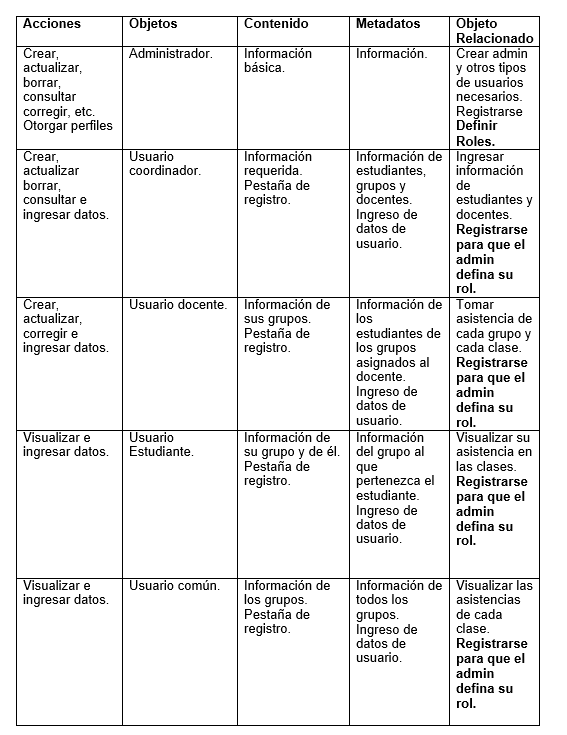 Acciones
Objetos
Contenido
Metadatos
Objeto
Relacionado
Crear,
actualizar,
borrar,
consultar
corregir, etc.
Otorgar perfiles
Administrador.
Información
básica.
Información.
Crear admin
y otros tipos
de usuarios
necesarios.
Registrarse
Definir
Roles.
Crear,
actualizar
borrar,
consultar e
ingresar datos.
Usuario
coordinador.
Información
requerida.
Pestaña de
registro.
Información de
estudiantes,
grupos y
docentes.
Ingreso de
datos de
usuario.
Ingresar
información
de
estudiantes y
docentes.
Registrarse
para que el
admin
defina su
rol.
Crear,
actualizar,
corregir e
ingresar datos.
Usuario docente.
Información de
sus grupos.
Pestaña de
registro.
Información de
los
estudiantes de
los grupos
asignados al
docente.
Ingreso de
datos de
usuario.
Tomar
asistencia de
cada grupo y
cada clase.
Registrarse
para que el
admin
defina su
rol.
Visualizar e
ingresar datos.
Usuario
Estudiante.
Información de
su grupo y de él.
Pestaña de
registro.
Información
del grupo al
que
pertenezca el
estudiante.
Ingreso de
datos de
usuario.
Visualizar su
asistencia en
las clases.
Registrarse
para que el
admin
defina su
rol.
Visualizar e
ingresar datos.
Usuario común.
Información de
los grupos.
Pestaña de
registro.
Información de
todos los
grupos.
Ingreso de
datos de
usuario.
Visualizar las
asistencias
de cada
clase.
Registrarse
para que el
admin
defina su
rol.